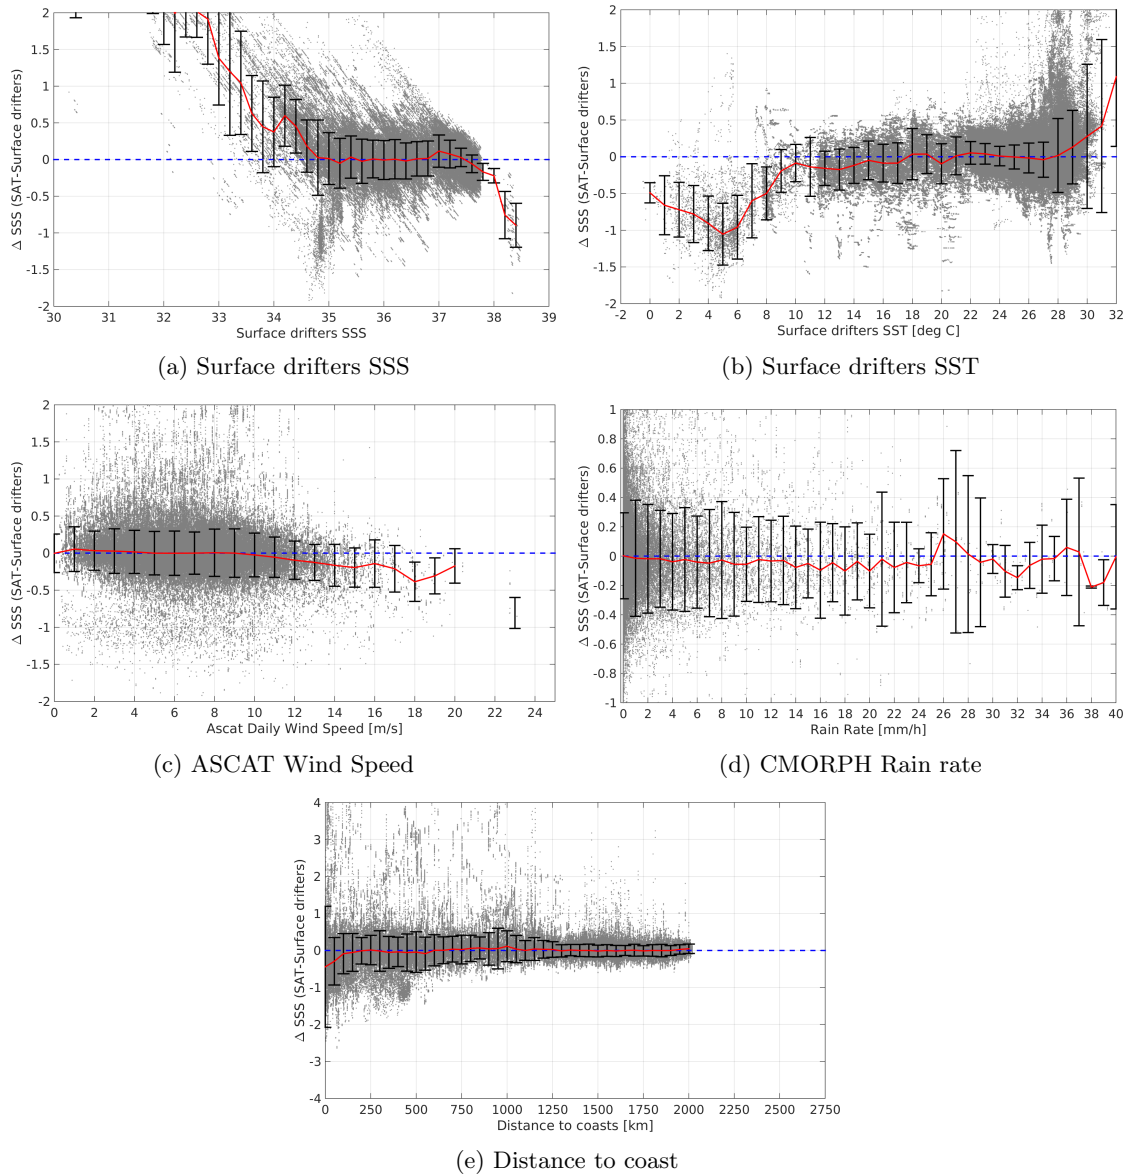 2
1.5
1
0.5
0
-0.5
-1
-1.5
-2
Δ SSS (SAT-Surface drifters)
30 31 32 33 34 35 36 37 38 39
Surface drifters SSS
(a) Surface drifters SSS
2
1.5
1
0.5
0
-0.5
-1
-1.5
-2
Δ SSS (SAT-Surface drifters)
-2 0 2 4 6 8 10 12 14 16 18 20 22 24 26 28 30 32
Surface drifters SST [deg C]
(b) Surface drifters SST
2
1.5
1
0.5
0
-0.5
-1
-1.5
-2
Δ SSS (SAT-Surface drifters)
0 2 4 6 8 10 12 14 16 18 20 22 24
Ascat Daily Wind Speed [m/s]
(c) ASCAT Wind Speed
1
0.8
0.6
0.4
0.2
0
-0.2
-0.4
-0.6
-0.8
-1
Δ SSS (SAT-Surface drifters)
0 2 4 6 8 10 12 14 16 18 20 22 24 26 28 30 32 34 36 38 40
Rain Rate [mm/h]
(d) CMORPH Rain rate
4
3
2
1
0
-1
-2
-3
-4
Δ SSS (SAT-Surface drifters)
0 250 500 750 1000 1250 1500 1750 2000 2250 2500 2750
Distance to coasts [km]
(e) Distance to coast